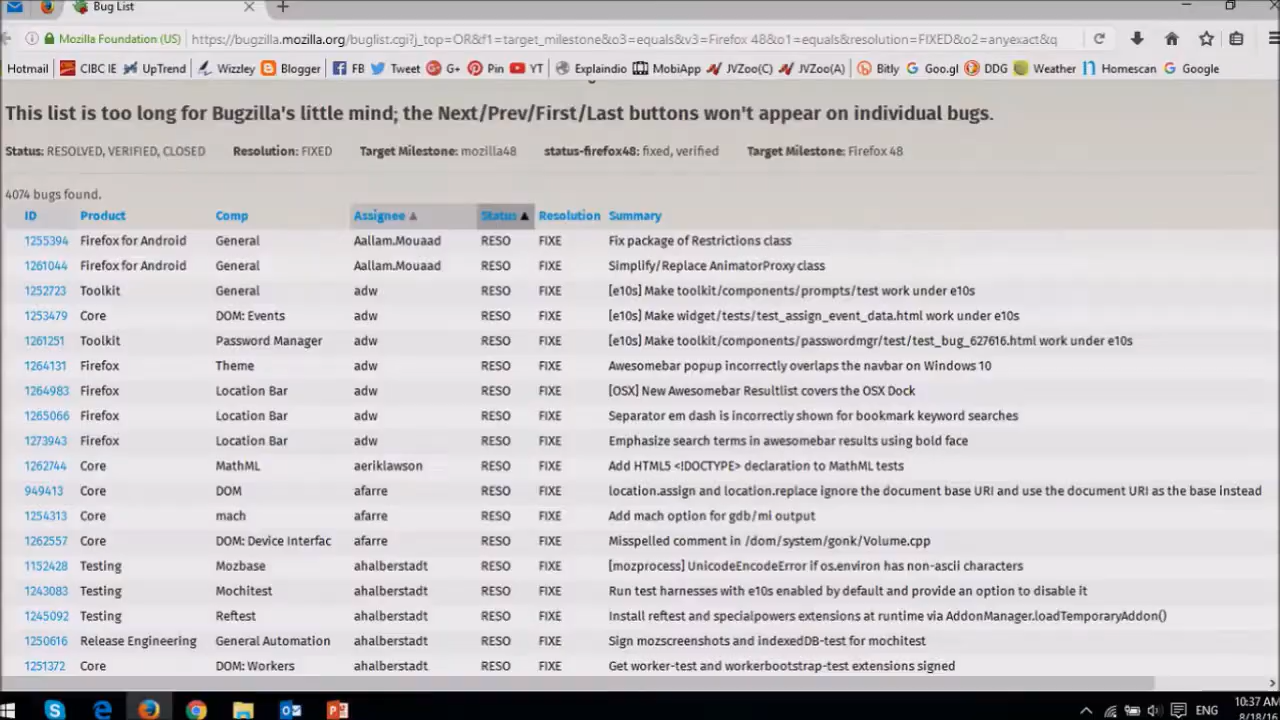 Bug List
Mozilla Foundation (US) https://bugzilla.mozilla.org/buglist.cgi?j_top=OR&f1=target_milestone&o3=equals&v3=Firefox 48&o1=equals&resolution=FIXED&o2=anyexact&q
Hotmail CIBC IE UpTrend Wizzley Blogger FB Tweet G+ Pin YT Explaindio MobiApp JVZoo(C) JVZoo(A) Bitly Goo.gl DDG Weather Homescan Google
This list is too long for Bugzilla's little mind; the Next/Prev/First/Last buttons won't appear on individual bugs.
Status: RESOLVED, VERIFIED, CLOSED Resolution: FIXED Target Milestone: mozilla48 status-firefox48: fixed, verified Target Milestone: Firefox 48
4074 bugs found.
ID Product Comp Assignee ▲ Status ▲ Resolution Summary
1255394 Firefox for Android General Aallam.Mouaad RESO FIXE Fix package of Restrictions class
1261044 Firefox for Android General Aallam.Mouaad RESO FIXE Simplify/Replace AnimatorProxy class
1252723 Toolkit General adw RESO FIXE [e10s] Make toolkit/components/prompts/test work under e10s
1253479 Core DOM: Events adw RESO FIXE [e10s] Make widget/tests/test_assign_event_data.html work under e10s
1261251 Toolkit Password Manager adw RESO FIXE [e10s] Make toolkit/components/passwordmgr/test/test_bug_627616.html work under e10s
1264131 Firefox Theme adw RESO FIXE Awesomebar popup incorrectly overlaps the navbar on Windows 10
1264983 Firefox Location Bar adw RESO FIXE [OSX] New Awesomebar Resultlist covers the OSX Dock
1265066 Firefox Location Bar adw RESO FIXE Separator em dash is incorrectly shown for bookmark keyword searches
1273943 Firefox Location Bar adw RESO FIXE Emphasize search terms in awesomebar results using bold face
1262744 Core MathML aeriklawson RESO FIXE Add HTML5 <!DOCTYPE> declaration to MathML tests
949413 Core DOM afarre RESO FIXE location.assign and location.replace ignore the document base URI and use the document URI as the base instead
1254313 Core mach afarre RESO FIXE Add mach option for gdb/mi output
1262557 Core DOM: Device Interfac afarre RESO FIXE Misspelled comment in /dom/system/gonk/Volume.cpp
1152428 Testing Mozbase ahalberstadt RESO FIXE [mozprocess] UnicodeEncodeError if os.environ has non-ascii characters
1243083 Testing Mochitest ahalberstadt RESO FIXE Run test harnesses with e10s enabled by default and provide an option to disable it
1245092 Testing Reftest ahalberstadt RESO FIXE Install reftest and specialpowers extensions at runtime via AddonManager.loadTemporaryAddon()
1250616 Release Engineering General Automation ahalberstadt RESO FIXE Sign mozscreenshots and indexedDB-test for mochitest
1251372 Core DOM: Workers ahalberstadt RESO FIXE Get worker-test and workerbootstrap-test extensions signed
ENG 10:37 AM
8/18/16